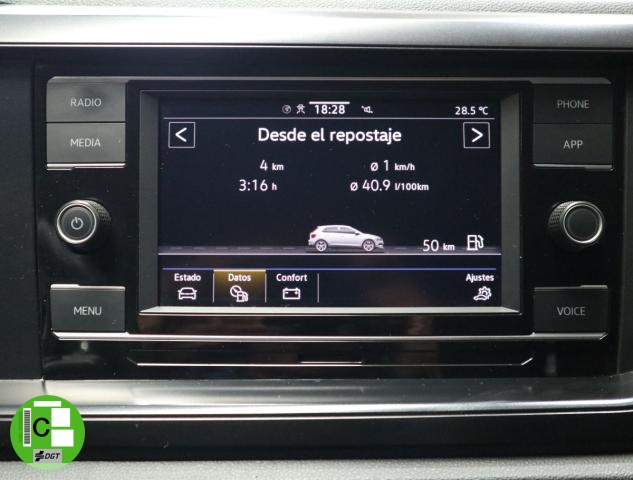 RADIO
MEDIA
MENU
PHONE
APP
VOICE
18:28
28.5 °C
<
Desde el repostaje
>
4 km
Ø 1 km/h
3:16 h
Ø 40.9 l/100km
50 km
Estado
Datos
Confort
Ajustes
C
DGT